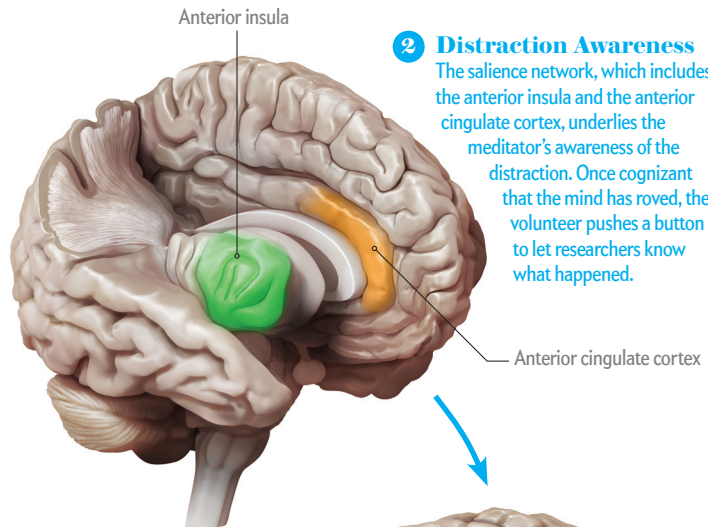 Anterior insula
2 Distraction Awareness
The salience network, which includes
the anterior insula and the anterior
cingulate cortex, underlies the
meditator's awareness of the
distraction. Once cognizant
that the mind has roved, the
volunteer pushes a button
to let researchers know
what happened.
Anterior cingulate cortex